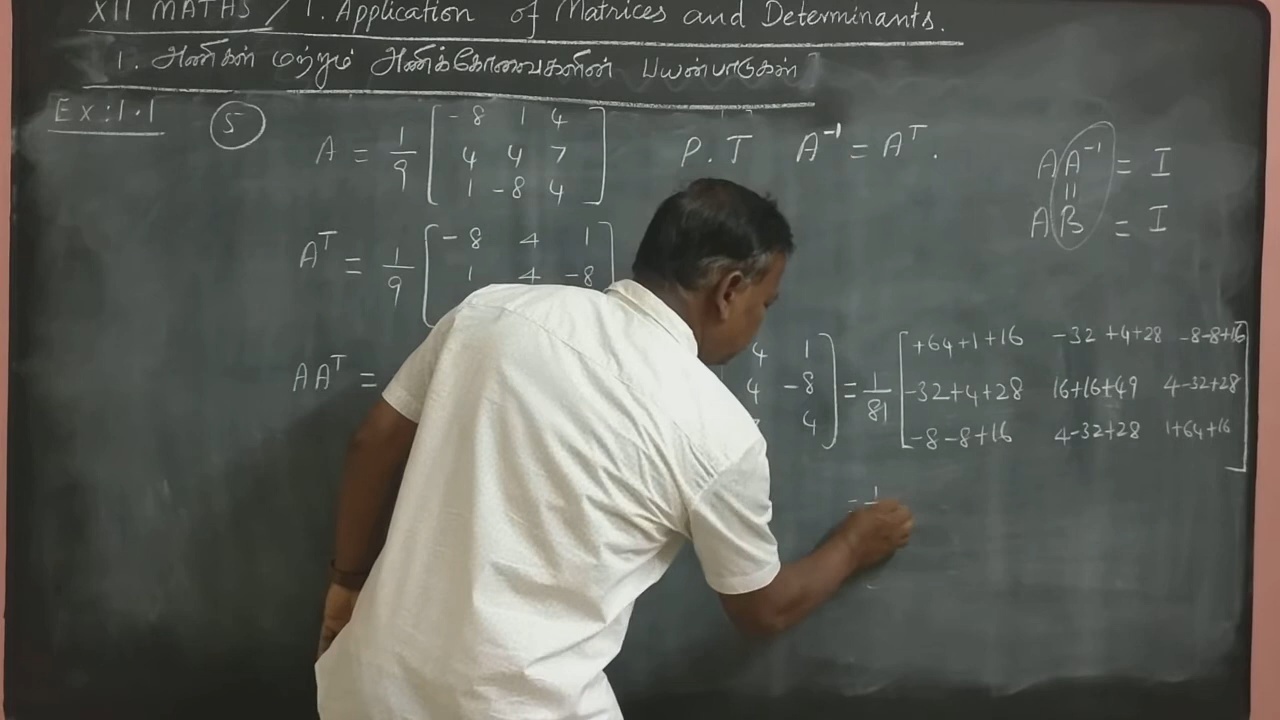 XII MATHS / 1. Application of Matrices and Determinants.
1. அணிகள் மற்றும் அணிக்கோவைகளின் பயன்பாடுகள்
Ex: 1.1
5
A = 1/9 [ -8 1 4
4 4 7
1 -8 4 ]
P.T A⁻¹ = Aᵀ.
A A⁻¹ = I
||
A B = I
Aᵀ = 1/9 [ -8 4 1
1 4 -8
AAᵀ =
4 1
4 -8
4 ]
= 1/81 [ +64+1+16 -32+4+28 -8-8+16
-32+4+28 16+16+49 4-32+28
-8-8+16 4-32+28 1+64+16 ]
= 1